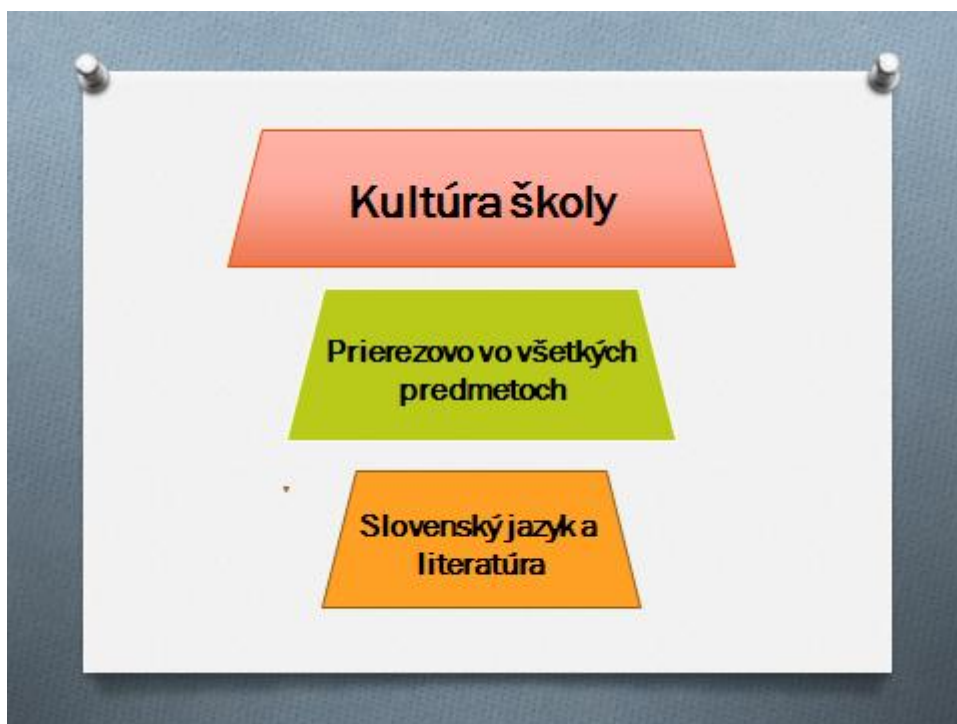 Kultúra školy
Prierezovo vo všetkých
predmetoch
Slovenský jazyk a
literatúra